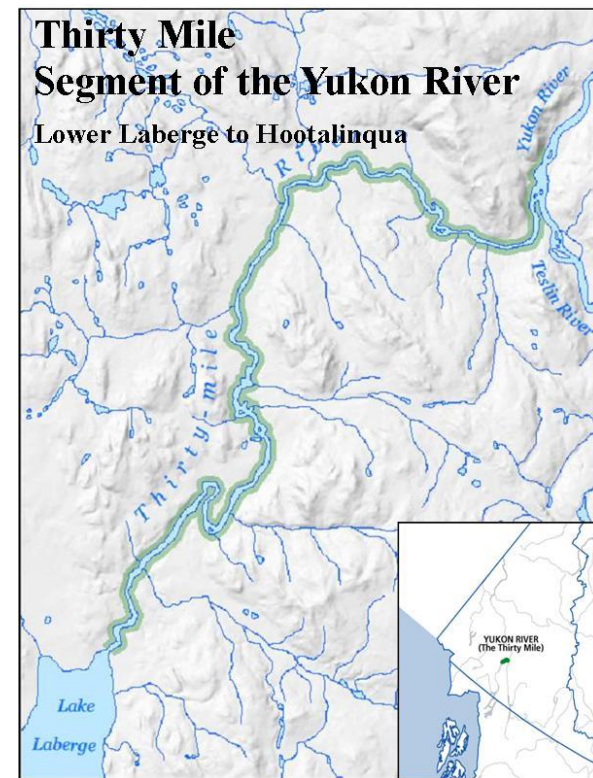 Thirty Mile
Segment of the Yukon River
Lower Laberge to Hootalinqua
River
Yukon River
Teslin River
Thirty-mile
YUKON RIVER
(The Thirty Mile)
Lake
Laberge